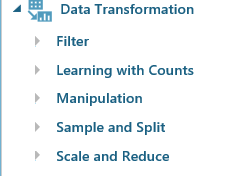 Data Transformation
Filter
Learning with Counts
Manipulation
Sample and Split
Scale and Reduce